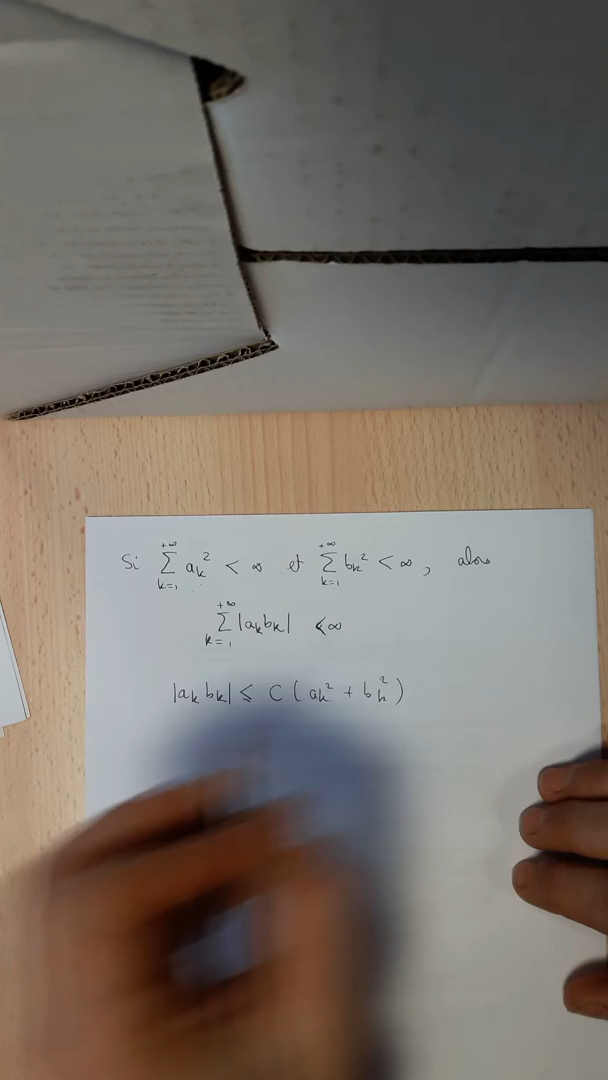 Si $\sum_{k=1}^{+\infty} a_k^2 < \infty$ et $\sum_{k=1}^{+\infty} b_k^2 < \infty$, alors
$\sum_{k=1}^{+\infty} |a_k b_k| < \infty$
$|a_k b_k| \leq C(a_k^2 + b_k^2)$